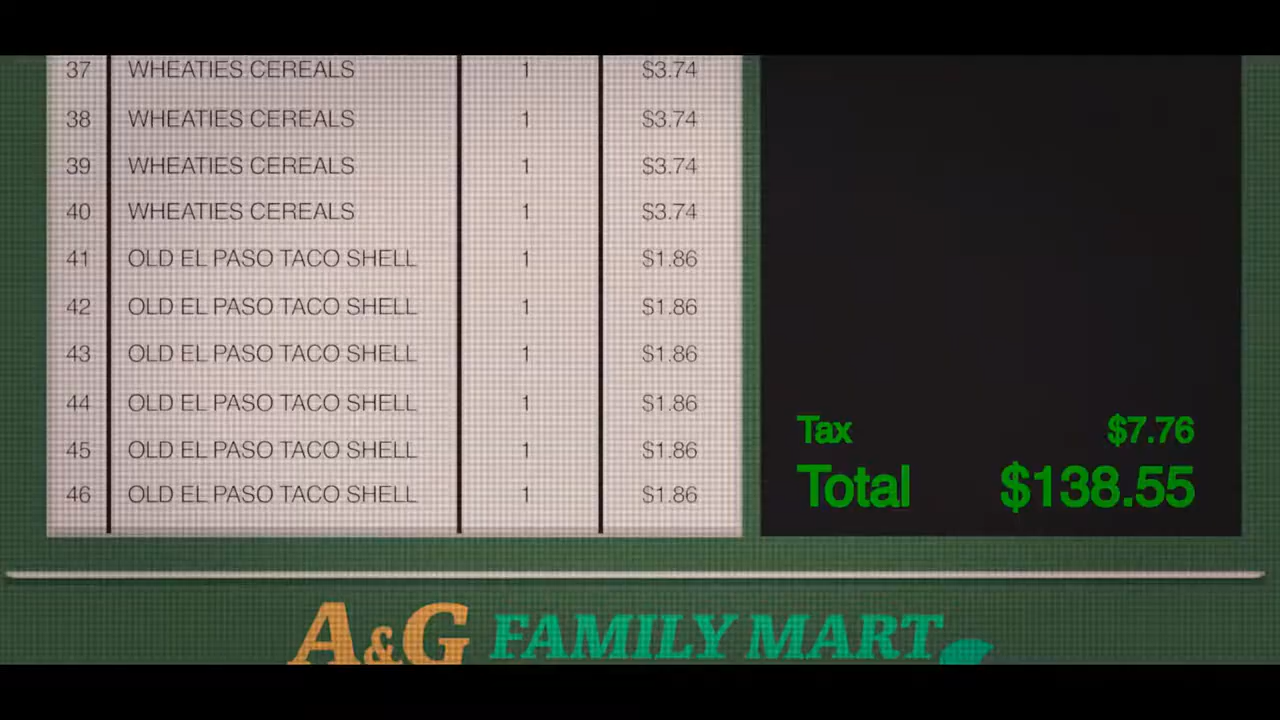 37 WHEATIES CEREALS 1 $3.74
38 WHEATIES CEREALS 1 $3.74
39 WHEATIES CEREALS 1 $3.74
40 WHEATIES CEREALS 1 $3.74
41 OLD EL PASO TACO SHELL 1 $1.86
42 OLD EL PASO TACO SHELL 1 $1.86
43 OLD EL PASO TACO SHELL 1 $1.86
44 OLD EL PASO TACO SHELL 1 $1.86
45 OLD EL PASO TACO SHELL 1 $1.86
46 OLD EL PASO TACO SHELL 1 $1.86
Tax $7.76
Total $138.55
A&G FAMILY MART